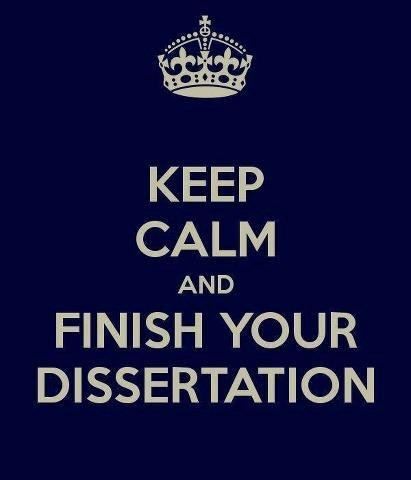 KEEP
CALM
AND
FINISH YOUR
DISSERTATION